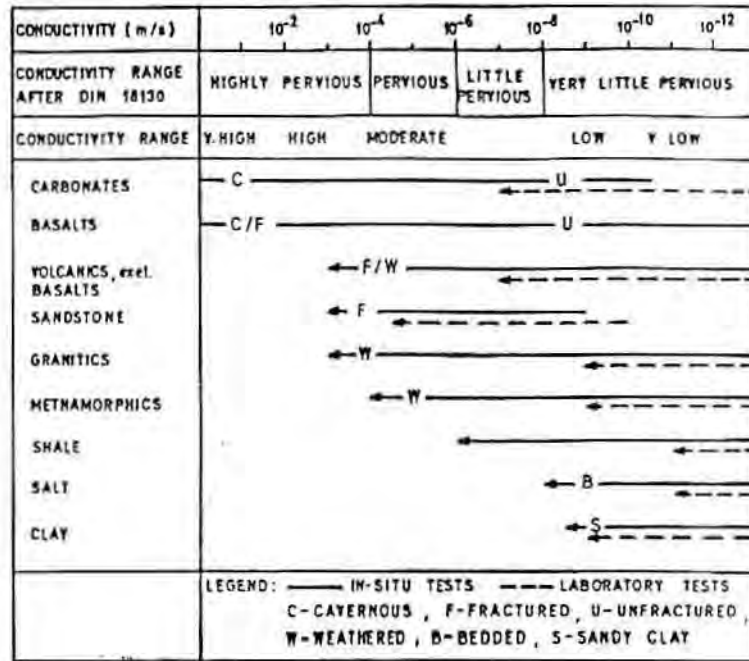 CONDUCTIVITY (m/s) 10⁻² 10⁻⁴ 10⁻⁶ 10⁻⁸ 10⁻¹⁰ 10⁻¹²
CONDUCTIVITY RANGE AFTER DIN 18130 HIGHLY PERVIOUS PERVIOUS LITTLE PERVIOUS VERY LITTLE PERVIOUS
CONDUCTIVITY RANGE V.HIGH HIGH MODERATE LOW V LOW
CARBONATES C U
BASALTS C/F U
VOLCANICS, excl. BASALTS F/W
SANDSTONE F
GRANITICS W
METHAMORPHICS W
SHALE
SALT B
CLAY S
LEGEND: IN-SITU TESTS LABORATORY TESTS
C-CAVERNOUS, F-FRACTURED, U-UNFRACTURED,
W-WEATHERED, B-BEDDED, S-SANDY CLAY